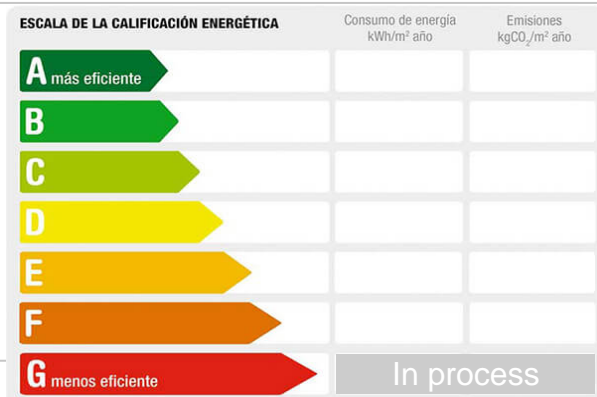 ESCALA DE LA CALIFICACIÓN ENERGÉTICA
Consumo de energía
kWh/m² año
Emisiones
kgCO₂/m² año
A más eficiente
B
C
D
E
F
G menos eficiente
In process